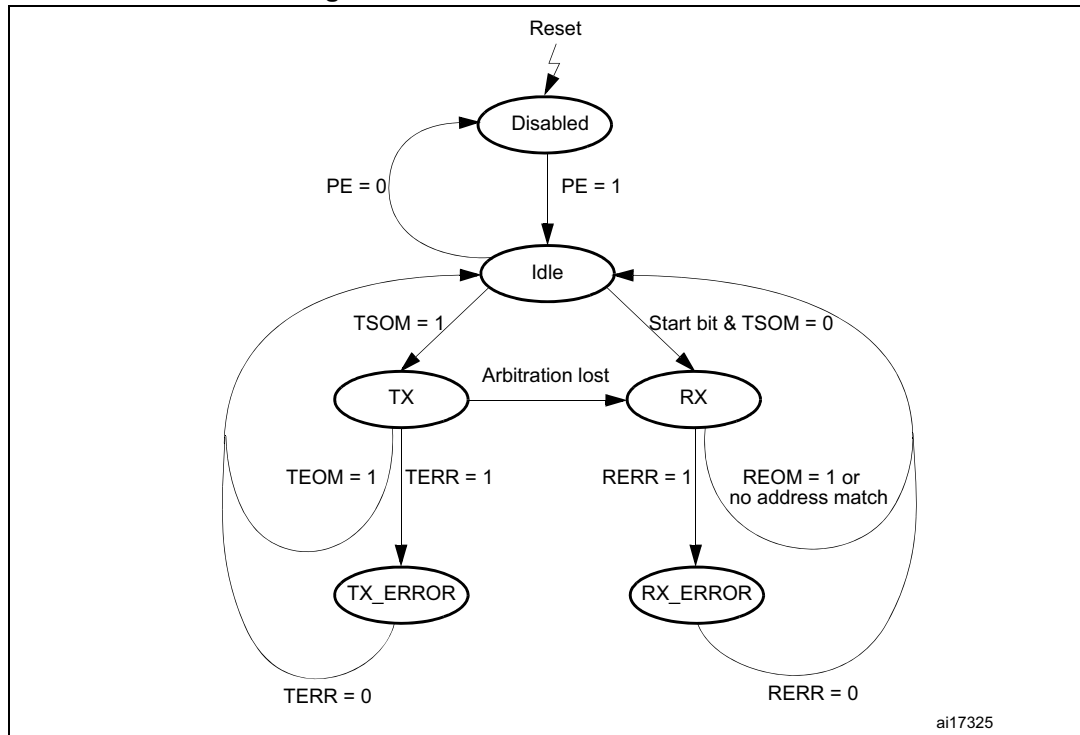 Reset
Disabled
PE = 0
PE = 1
Idle
TSOM = 1
Start bit & TSOM = 0
Arbitration lost
TX
RX
TEOM = 1
TERR = 1
RERR = 1
REOM = 1 or
no address match
TX_ERROR
RX_ERROR
TERR = 0
RERR = 0
ai17325